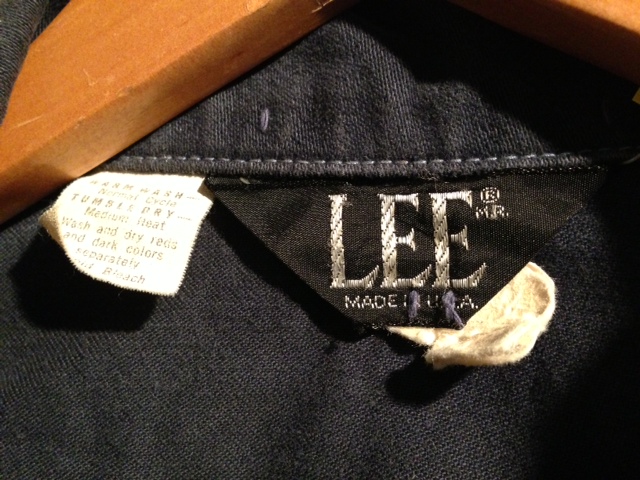 WARM WASH—
Normal Cycle
TUMBLE DRY—
Medium Heat
Wash and dry reds
and dark colors
separately
Bleach
LEE®
M.R.
MADE IN U.S.A.